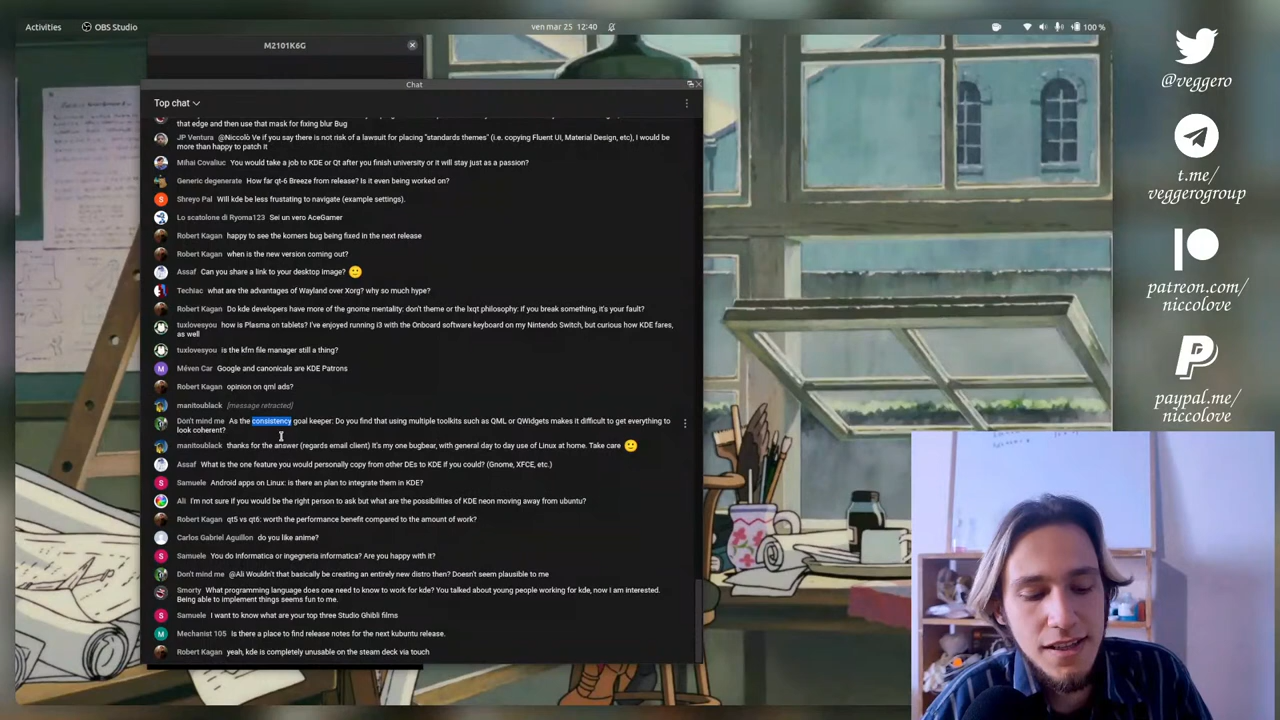 Activities
OBS Studio
ven mar 25 12:40
100 %
M2101K6G
Chat
Top chat
that edge and then use that mask for fixing blur Bug
JP Ventura @Niccolò Ve if you say there is not risk of a lawsuit for placing "standards themes" (i.e. copying Fluent UI, Material Design, etc), I would be
more than happy to patch it
Mihai Covaliuc You would take a job to KDE or Qt after you finish university or it will stay just as a passion?
Generic degenerate How far qt-6 Breeze from release? Is it even being worked on?
Shreyo Pal Will kde be less frustating to navigate (example settings).
Lo scatolone di Ryoma123 Sei un vero AceGamer
Robert Kagan happy to see the korners bug being fixed in the next release
Robert Kagan when is the new version coming out?
Assaf Can you share a link to your desktop image?
Techiac what are the advantages of Wayland over Xorg? why so much hype?
Robert Kagan Do kde developers have more of the gnome mentality: don't theme or the lxqt philosophy: if you break something, it's your fault?
tuxlovesyou how is Plasma on tablets? I've enjoyed running i3 with the Onboard software keyboard on my Nintendo Switch, but curious how KDE fares,
as well
tuxlovesyou is the kfm file manager still a thing?
Méven Car Google and canonicals are KDE Patrons
Robert Kagan opinion on qml ads?
manitoublack [message retracted]
Don't mind me As the consistency goal keeper: Do you find that using multiple toolkits such as QML or QWidgets makes it difficult to get everything to
look coherent?
manitoublack thanks for the answer (regards email client) It's my one bugbear, with general day to day use of Linux at home. Take care
Assaf What is the one feature you would personally copy from other DEs to KDE if you could? (Gnome, XFCE, etc.)
Samuele Android apps on Linux: is there an plan to integrate them in KDE?
Ali I'm not sure if you would be the right person to ask but what are the possibilities of KDE neon moving away from ubuntu?
Robert Kagan qt5 vs qt6: worth the performance benefit compared to the amount of work?
Carlos Gabriel Aguillon do you like anime?
Samuele You do Informatica or ingegneria informatica? Are you happy with it?
Don't mind me @Ali Wouldn't that basically be creating an entirely new distro then? Doesn't seem plausible to me
Smorty What programming language does one need to know to work for kde? You talked about young people working for kde, now I am interested.
Being able to implement things seems fun to me.
Samuele I want to know what are your top three Studio Ghibli films
Mechanist 105 Is there a place to find release notes for the next kubuntu release.
Robert Kagan yeah, kde is completely unusable on the steam deck via touch
@veggero
t.me/
veggerogroup
patreon.com/
niccolove
paypal.me/
niccolove